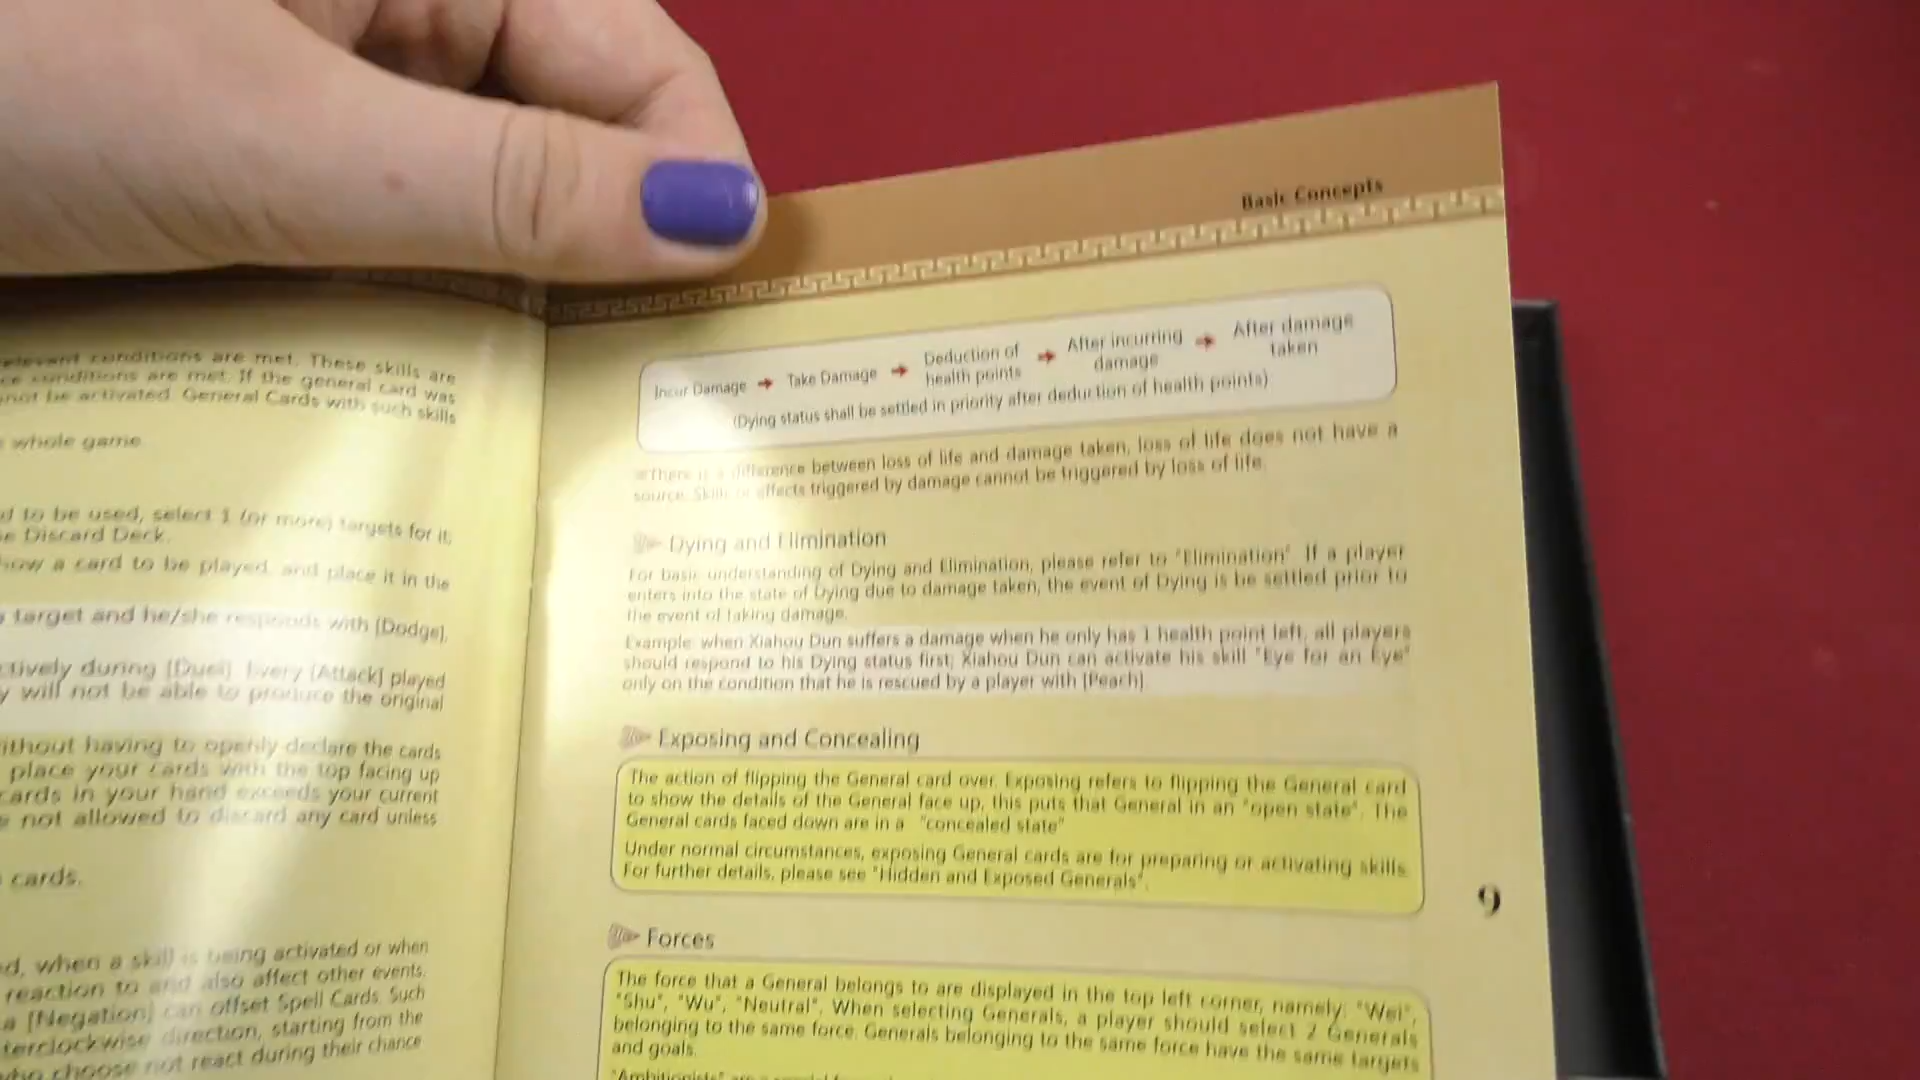 relevant conditions are met. These skills are
conditions are met. If the general card was
not be activated. General Cards with such skills
whole game
to be used, select 1 (or more) targets for it,
Discard Deck.
a card to be played, and place it in the
target and he/she responds with [Dodge],
during [Duel]. Every [Attack] played
will not be able to produce the original
having to openly declare the cards
place your cards with the top facing up
cards in your hand exceeds your current
not allowed to discard any card unless
cards.
when a skill is being activated or when
reaction to and also affect other events.
a [Negation] can offset Spell Cards. Such
direction, starting from the
choose not react during their chance
Basic Concepts
Incur Damage → Take Damage → Deduction of health points → After incurring damage → After damage taken
(Dying status shall be settled in priority after deduction of health points)
There is a difference between loss of life and damage taken, loss of life does not have a
source. Skills or effects triggered by damage cannot be triggered by loss of life.
Dying and Elimination
For basic understanding of Dying and Elimination, please refer to "Elimination". If a player
enters into the state of Dying due to damage taken, the event of Dying is be settled prior to
the event of taking damage.
Example: when Xiahou Dun suffers a damage when he only has 1 health point left, all players
should respond to his Dying status first; Xiahou Dun can activate his skill "Eye for an Eye"
only on the condition that he is rescued by a player with [Peach].
Exposing and Concealing
The action of flipping the General card over. Exposing refers to flipping the General card
to show the details of the General face up, this puts that General in an "open state". The
General cards faced down are in a "concealed state"
Under normal circumstances, exposing General cards are for preparing or activating skills.
For further details, please see "Hidden and Exposed Generals".
9
Forces
The force that a General belongs to are displayed in the top left corner, namely: "Wei",
"Shu", "Wu", "Neutral". When selecting Generals, a player should select 2 Generals
belonging to the same force. Generals belonging to the same force have the same targets
and goals.
"Ambitionists" are a special